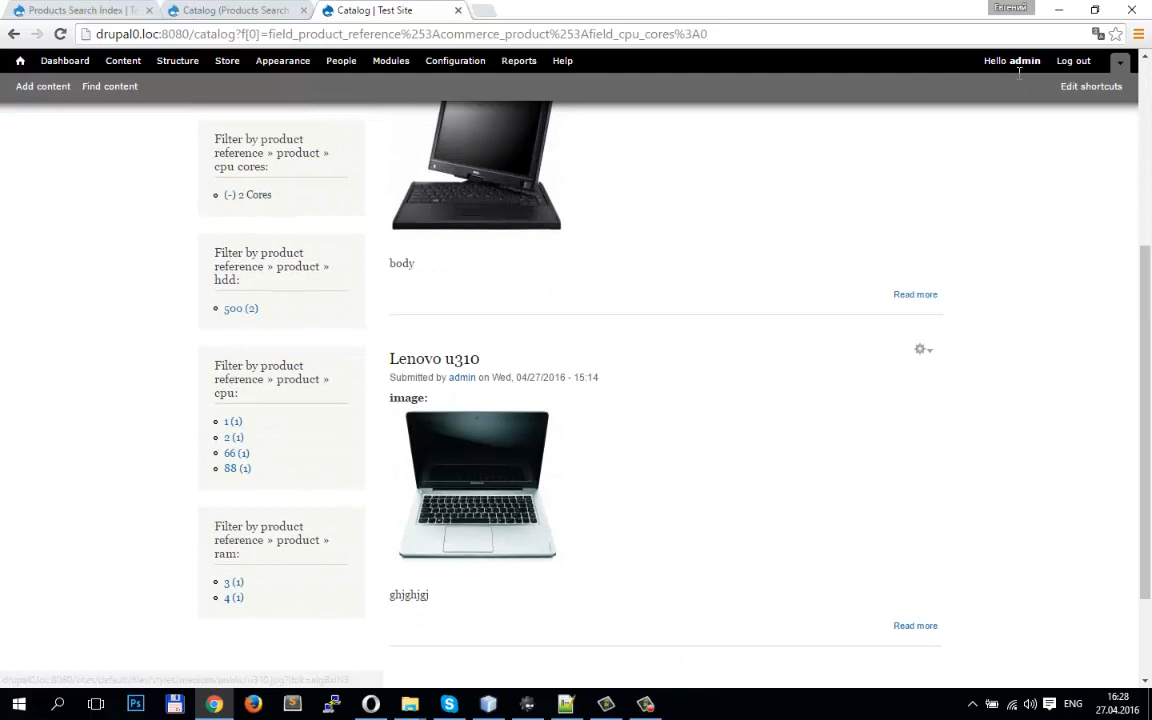 Products Search Index | T
Catalog (Products Search
Catalog | Test Site
Евгений
drupal0.loc:8080/catalog?f[0]=field_product_reference%253Acommerce_product%253Afield_cpu_cores%3A0
Dashboard Content Structure Store Appearance People Modules Configuration Reports Help
Hello admin Log out
Add content Find content
Edit shortcuts
Filter by product
reference » product »
cpu cores:
(-) 2 Cores
Filter by product
reference » product »
hdd:
500 (2)
Filter by product
reference » product »
cpu:
1 (1)
2 (1)
66 (1)
88 (1)
Filter by product
reference » product »
ram:
3 (1)
4 (1)
body
Read more
Lenovo u310
Submitted by admin on Wed, 04/27/2016 - 15:14
image:
ghjghjgj
Read more
ENG
16:28
27.04.2016